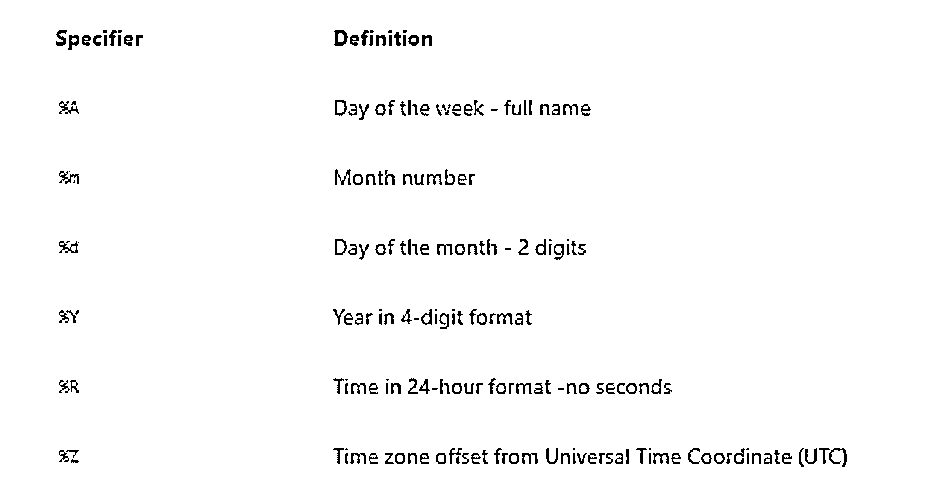 Specifier Definition
%A Day of the week - full name
%m Month number
%d Day of the month - 2 digits
%Y Year in 4-digit format
%R Time in 24-hour format -no seconds
%Z Time zone offset from Universal Time Coordinate (UTC)